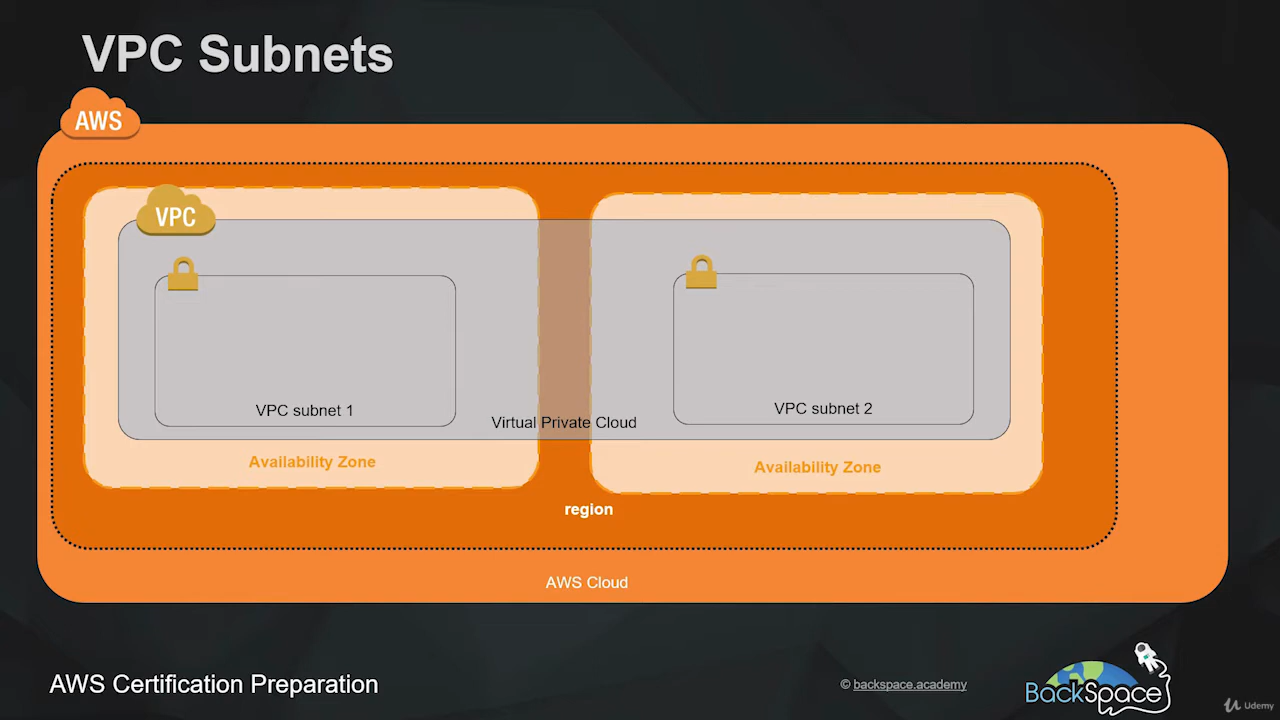 VPC Subnets
AWS
VPC
VPC subnet 1
VPC subnet 2
Virtual Private Cloud
Availability Zone
Availability Zone
region
AWS Cloud
AWS Certification Preparation
© backspace.academy
BackSpace
Udemy